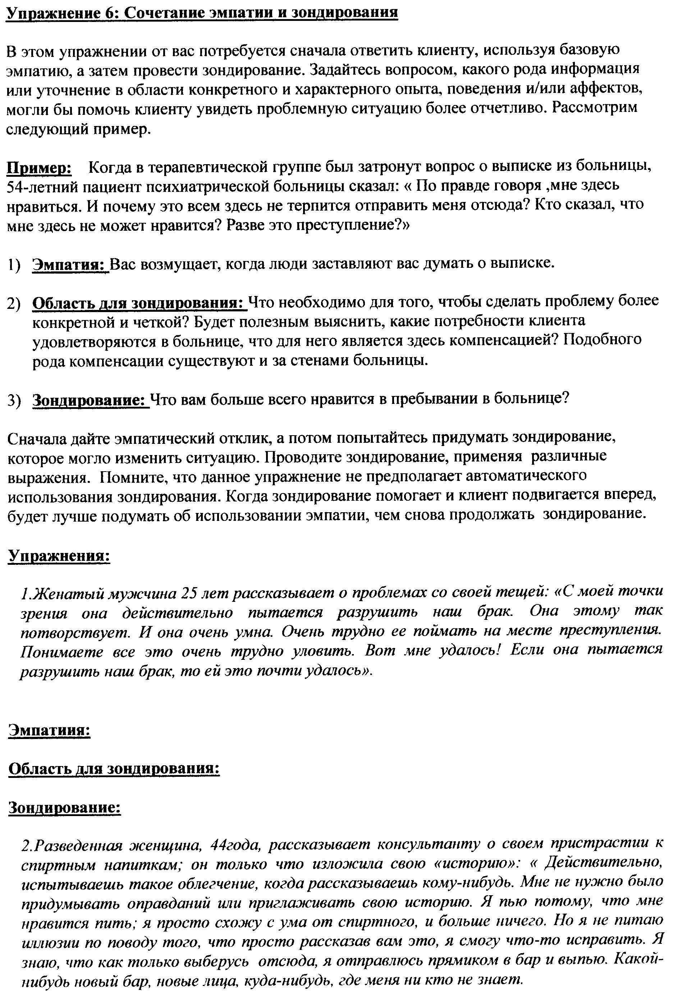 Упражнение 6: Сочетание эмпатии и зондирования
В этом упражнении от вас потребуется сначала ответить клиенту, используя базовую
эмпатию, а затем провести зондирование. Задайтесь вопросом, какого рода информация
или уточнение в области конкретного и характерного опыта, поведения и/или аффектов,
могли бы помочь клиенту увидеть проблемную ситуацию более отчетливо. Рассмотрим
следующий пример.
Пример: Когда в терапевтической группе был затронут вопрос о выписке из больницы,
54-летний пациент психиатрической больницы сказал: « По правде говоря ,мне здесь
нравиться. И почему это всем здесь не терпится отправить меня отсюда? Кто сказал, что
мне здесь не может нравится? Разве это преступление?»
1) Эмпатия: Вас возмущает, когда люди заставляют вас думать о выписке.
2) Область для зондирования: Что необходимо для того, чтобы сделать проблему более
конкретной и четкой? Будет полезным выяснить, какие потребности клиента
удовлетворяются в больнице, что для него является здесь компенсацией? Подобного
рода компенсации существуют и за стенами больницы.
3) Зондирование: Что вам больше всего нравится в пребывании в больнице?
Сначала дайте эмпатический отклик, а потом попытайтесь придумать зондирование,
которое могло изменить ситуацию. Проводите зондирование, применяя различные
выражения. Помните, что данное упражнение не предполагает автоматического
использования зондирования. Когда зондирование помогает и клиент подвигается вперед,
будет лучше подумать об использовании эмпатии, чем снова продолжать зондирование.
Упражнения:
1.Женатый мужчина 25 лет рассказывает о проблемах со своей тещей: «С моей точки
зрения она действительно пытается разрушить наш брак. Она этому так
потворствует. И она очень умна. Очень трудно ее поймать на месте преступления.
Понимаете все это очень трудно уловить. Вот мне удалось! Если она пытается
разрушить наш брак, то ей это почти удалось».
Эмпатиия:
Область для зондирования:
Зондирование:
2.Разведенная женщина, 44года, рассказывает консультанту о своем пристрастии к
спиртным напиткам; он только что изложила свою «историю»: « Действительно,
испытываешь такое облегчение, когда рассказываешь кому-нибудь. Мне не нужно было
придумывать оправданий или приглаживать свою историю. Я пью потому, что мне
нравится пить; я просто схожу с ума от спиртного, и больше ничего. Но я не питаю
иллюзии по поводу того, что просто рассказав вам это, я смогу что-то исправить. Я
знаю, что как только выберусь отсюда, я отправлюсь прямиком в бар и выпью. Какой-
нибудь новый бар, новые лица, куда-нибудь, где меня ни кто не знает.